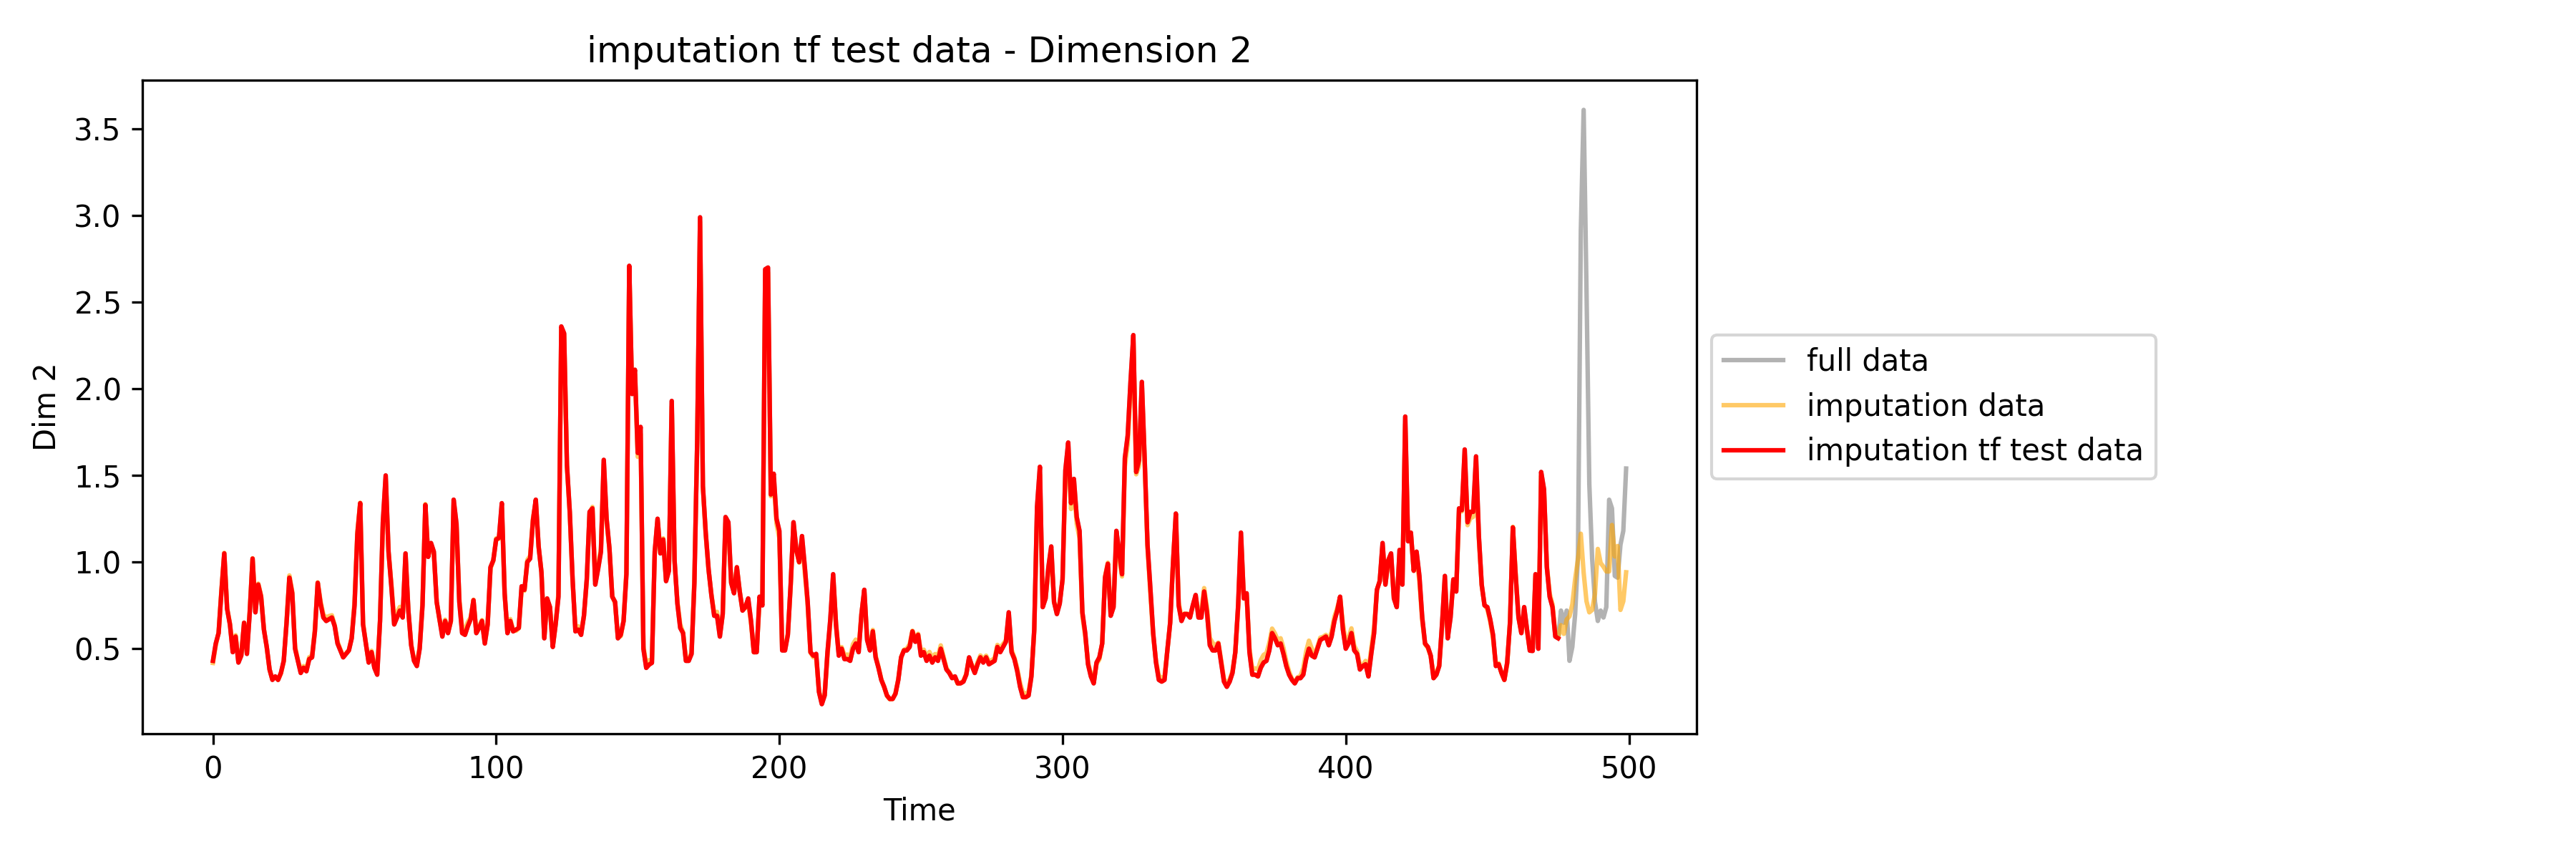 imputation tf test data - Dimension 2
3.5
3.0
2.5
2.0
1.5
1.0
0.5
Dim 2
0 100 200 300 400 500
Time
full data
imputation data
imputation tf test data